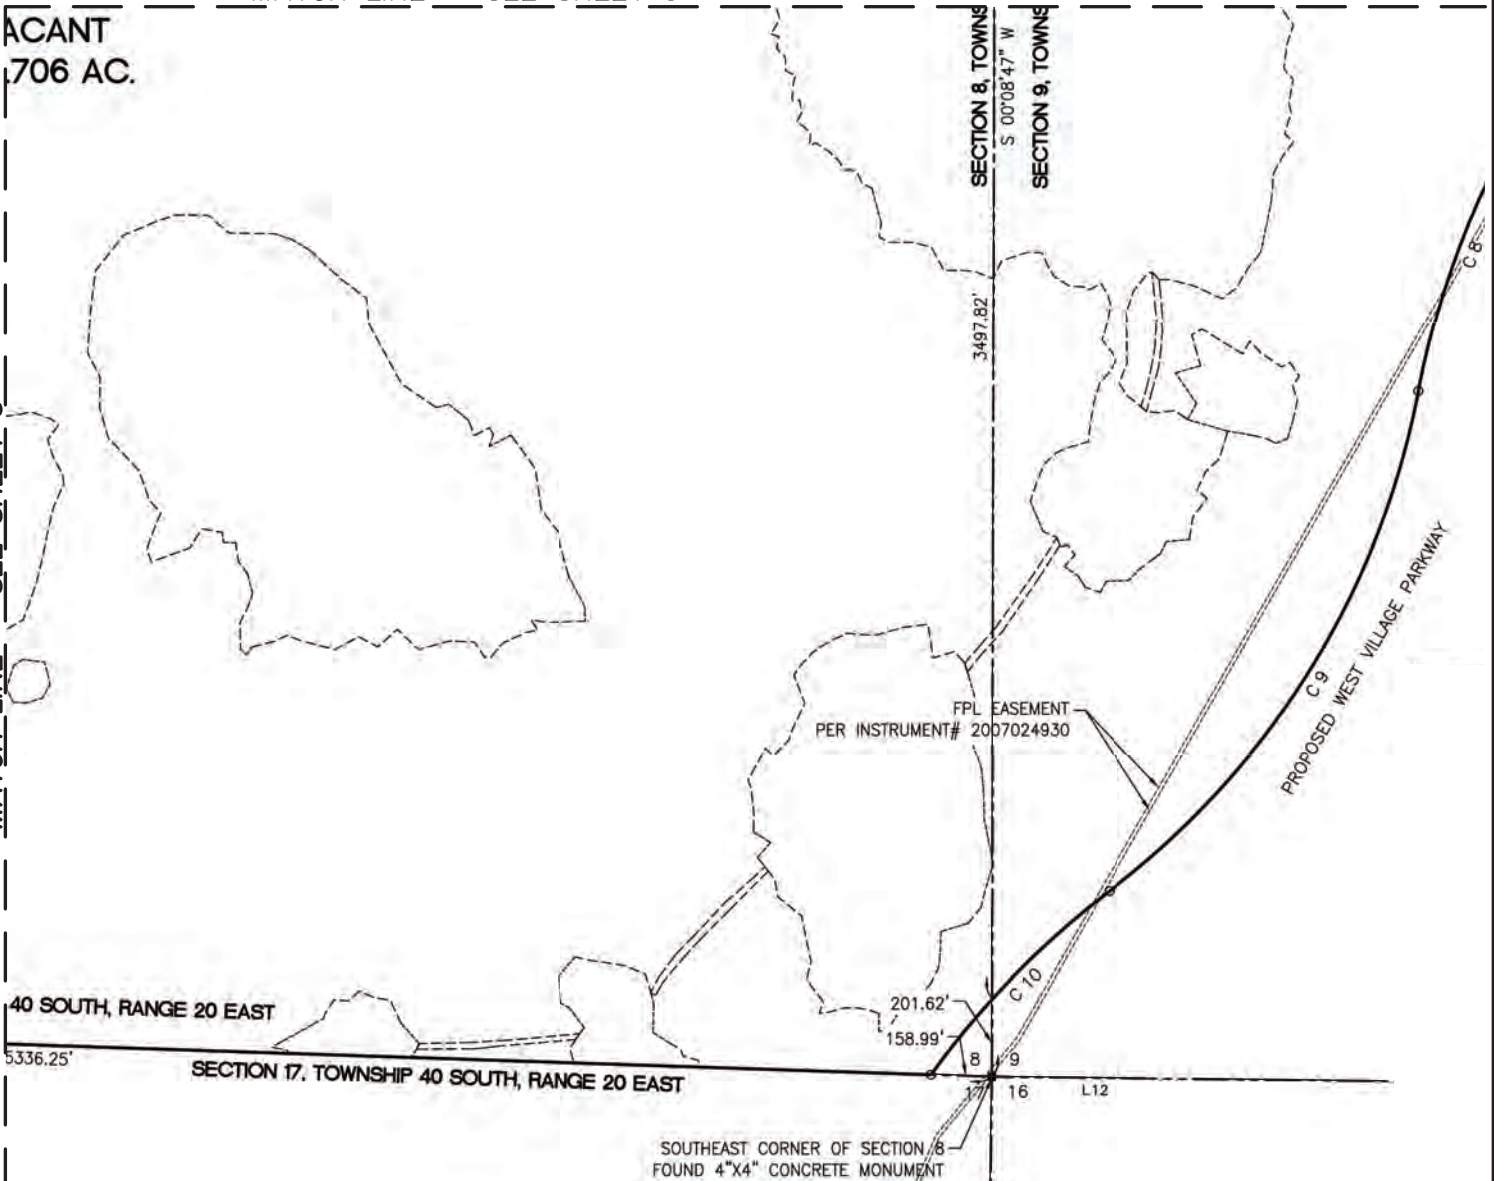 ACANT
.706 AC.
SECTION 8, TOWNS
S 00°08'47" W
SECTION 9, TOWNS
3497.82'
C 8
C 9
PROPOSED WEST VILLAGE PARKWAY
FPL EASEMENT
PER INSTRUMENT# 2007024930
C 10
201.62'
158.99'
8 9
17 16
L12
40 SOUTH, RANGE 20 EAST
5336.25'
SECTION 17, TOWNSHIP 40 SOUTH, RANGE 20 EAST
SOUTHEAST CORNER OF SECTION 8
FOUND 4"X4" CONCRETE MONUMENT